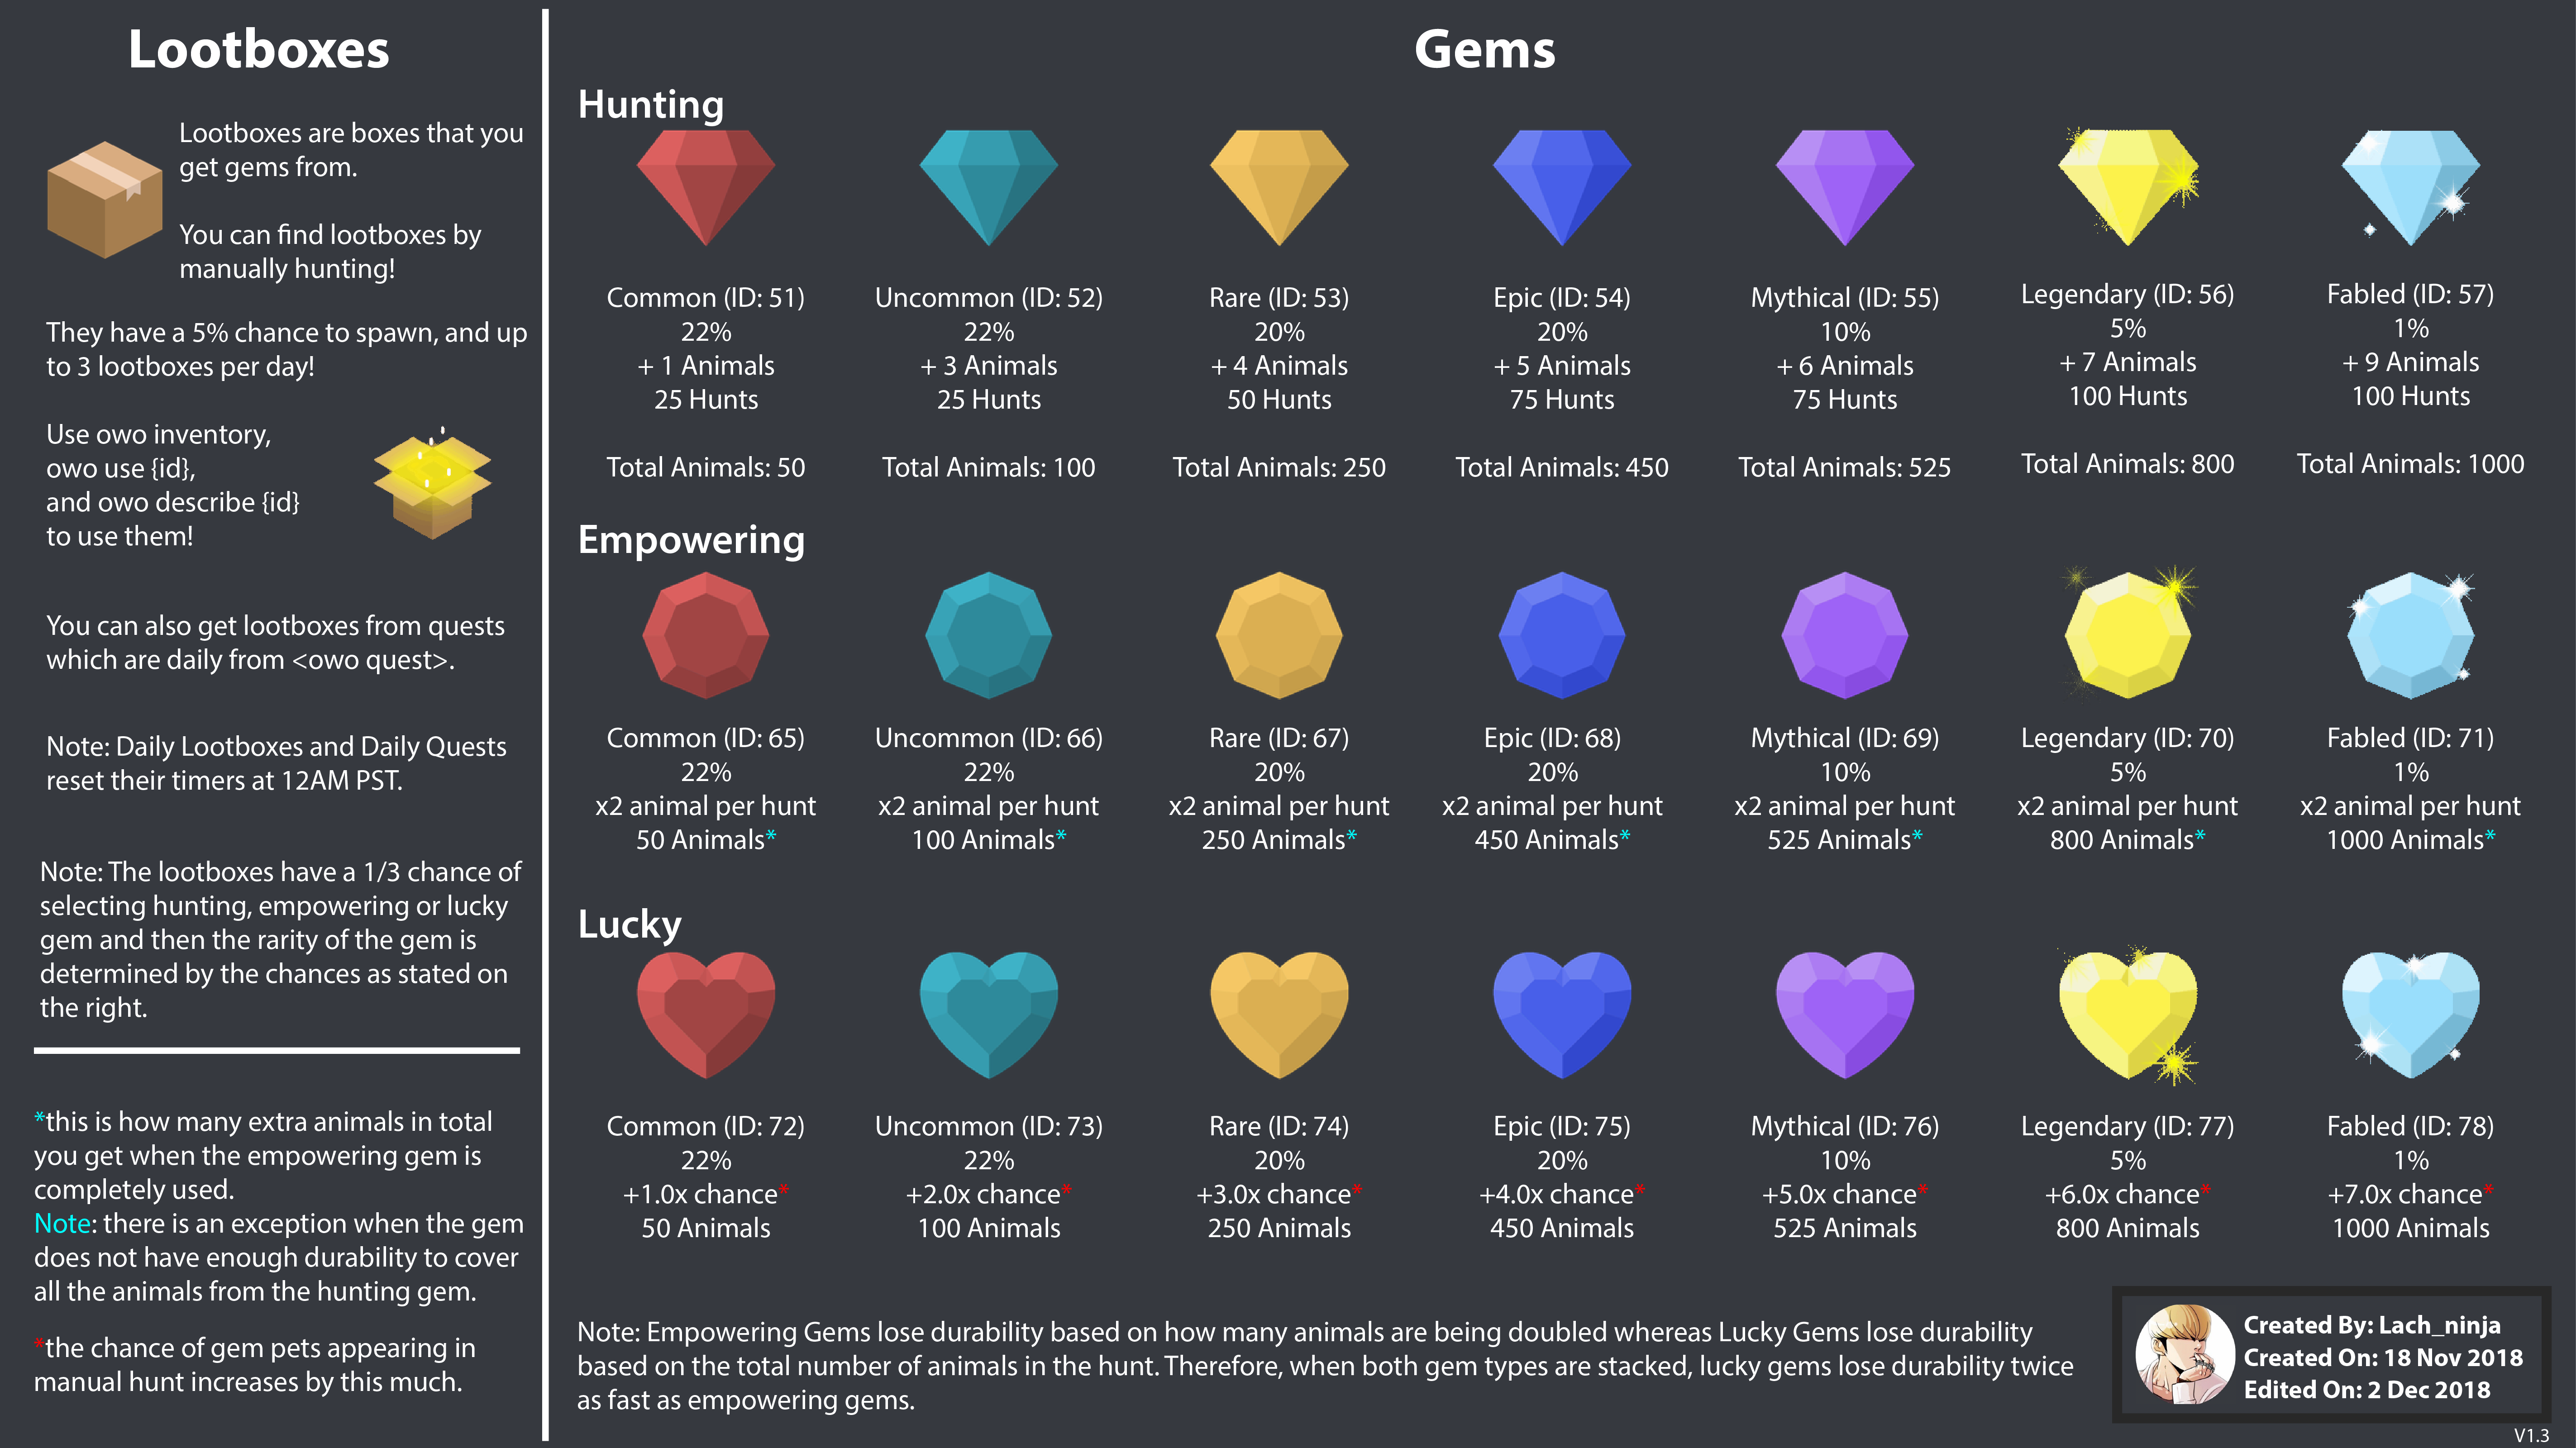 Lootboxes
Lootboxes are boxes that you
get gems from.
You can find lootboxes by
manually hunting!
They have a 5% chance to spawn, and up
to 3 lootboxes per day!
Use owo inventory,
owo use {id},
and owo describe {id}
to use them!
You can also get lootboxes from quests
which are daily from <owo quest>.
Note: Daily Lootboxes and Daily Quests
reset their timers at 12AM PST.
Note: The lootboxes have a 1/3 chance of
selecting hunting, empowering or lucky
gem and then the rarity of the gem is
determined by the chances as stated on
the right.
*this is how many extra animals in total
you get when the empowering gem is
completely used.
Note: there is an exception when the gem
does not have enough durability to cover
all the animals from the hunting gem.
*the chance of gem pets appearing in
manual hunt increases by this much.
Gems
Hunting
Common (ID: 51)
22%
+ 1 Animals
25 Hunts
Total Animals: 50
Uncommon (ID: 52)
22%
+ 3 Animals
25 Hunts
Total Animals: 100
Rare (ID: 53)
20%
+ 4 Animals
50 Hunts
Total Animals: 250
Epic (ID: 54)
20%
+ 5 Animals
75 Hunts
Total Animals: 450
Mythical (ID: 55)
10%
+ 6 Animals
75 Hunts
Total Animals: 525
Legendary (ID: 56)
5%
+ 7 Animals
100 Hunts
Total Animals: 800
Fabled (ID: 57)
1%
+ 9 Animals
100 Hunts
Total Animals: 1000
Empowering
Common (ID: 65)
22%
x2 animal per hunt
50 Animals*
Uncommon (ID: 66)
22%
x2 animal per hunt
100 Animals*
Rare (ID: 67)
20%
x2 animal per hunt
250 Animals*
Epic (ID: 68)
20%
x2 animal per hunt
450 Animals*
Mythical (ID: 69)
10%
x2 animal per hunt
525 Animals*
Legendary (ID: 70)
5%
x2 animal per hunt
800 Animals*
Fabled (ID: 71)
1%
x2 animal per hunt
1000 Animals*
Lucky
Common (ID: 72)
22%
+1.0x chance*
50 Animals
Uncommon (ID: 73)
22%
+2.0x chance*
100 Animals
Rare (ID: 74)
20%
+3.0x chance*
250 Animals
Epic (ID: 75)
20%
+4.0x chance*
450 Animals
Mythical (ID: 76)
10%
+5.0x chance*
525 Animals
Legendary (ID: 77)
5%
+6.0x chance*
800 Animals
Fabled (ID: 78)
1%
+7.0x chance*
1000 Animals
Note: Empowering Gems lose durability based on how many animals are being doubled whereas Lucky Gems lose durability
based on the total number of animals in the hunt. Therefore, when both gem types are stacked, lucky gems lose durability twice
as fast as empowering gems.
Created By: Lach_ninja
Created On: 18 Nov 2018
Edited On: 2 Dec 2018
V1.3